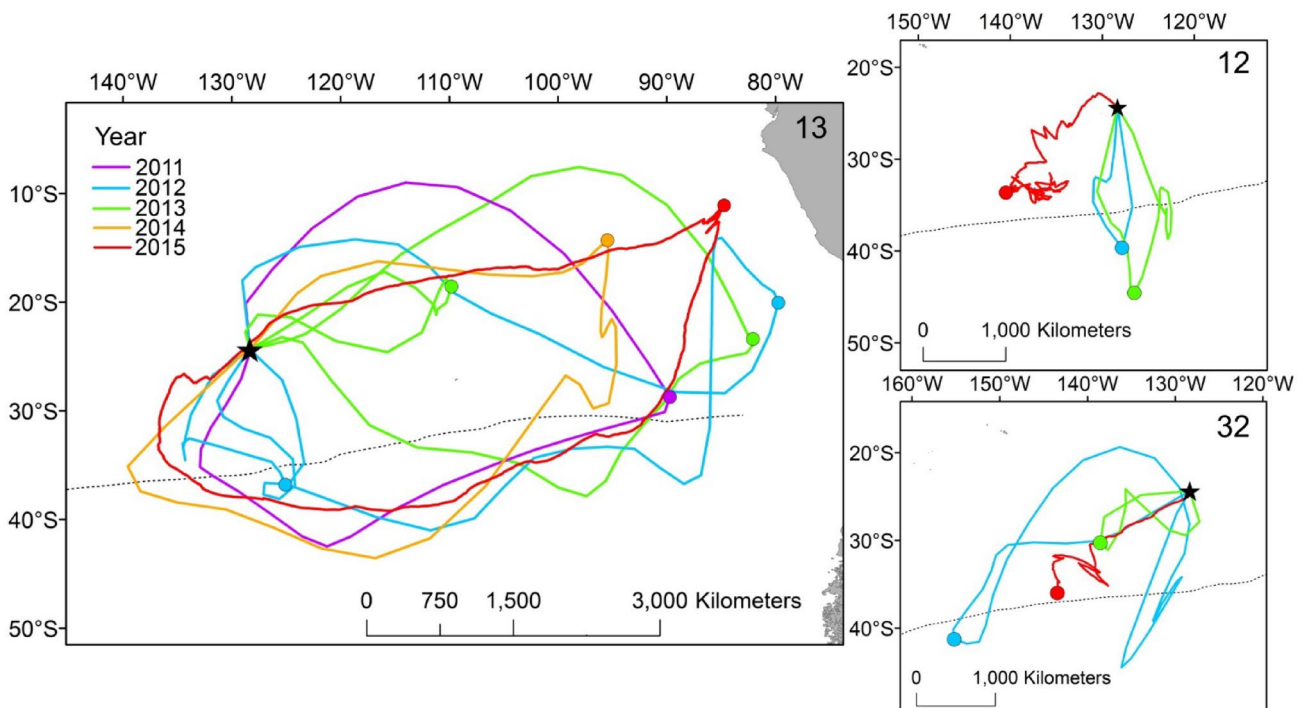 140°W 130°W 120°W 110°W 100°W 90°W 80°W
13
Year
2011
2012
2013
2014
2015
10°S
20°S
30°S
40°S
50°S
0 750 1,500 3,000 Kilometers
150°W 140°W 130°W 120°W
12
20°S
30°S
40°S
50°S
0 1,000 Kilometers
160°W 150°W 140°W 130°W 120°W
32
20°S
30°S
40°S
0 1,000 Kilometers